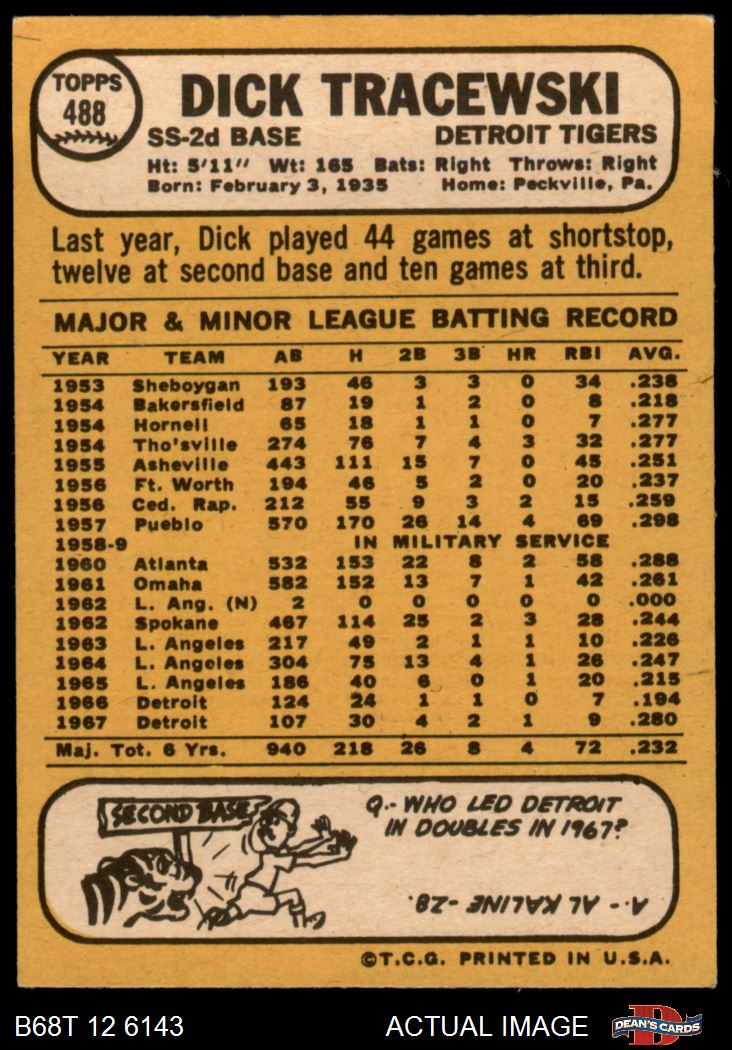 TOPPS
488
DICK TRACEWSKI
SS-2d BASE DETROIT TIGERS
Ht: 5'11" Wt: 165 Bats: Right Throws: Right
Born: February 3, 1935 Home: Peckville, Pa.
Last year, Dick played 44 games at shortstop,
twelve at second base and ten games at third.
MAJOR & MINOR LEAGUE BATTING RECORD
YEAR TEAM AB H 2B 3B HR RBI AVG.
1953 Sheboygan 193 46 3 3 0 34 .238
1954 Bakersfield 87 19 1 2 0 8 .218
1954 Hornell 65 18 1 1 0 7 .277
1954 Tho'sville 274 76 7 4 3 32 .277
1955 Asheville 443 111 15 7 0 45 .251
1956 Ft. Worth 194 46 5 2 0 20 .237
1956 Ced. Rap. 212 55 9 3 2 15 .259
1957 Pueblo 570 170 26 14 4 69 .298
1958-9 IN MILITARY SERVICE
1960 Atlanta 532 153 22 8 2 58 .288
1961 Omaha 582 152 13 7 1 42 .261
1962 L. Ang. (N) 2 0 0 0 0 0 .000
1962 Spokane 467 114 25 2 3 28 .244
1963 L. Angeles 217 49 2 1 1 10 .226
1964 L. Angeles 304 75 13 4 1 26 .247
1965 L. Angeles 186 40 6 0 1 20 .215
1966 Detroit 124 24 1 1 0 7 .194
1967 Detroit 107 30 4 2 1 9 .280
Maj. Tot. 6 Yrs. 940 218 26 8 4 72 .232
SECOND BASE
Q.- WHO LED DETROIT
IN DOUBLES IN 1967?
A.- AL KALINE -28.
©T.C.G. PRINTED IN U.S.A.
B68T 12 6143 ACTUAL IMAGE
D
DEAN'S CARDS